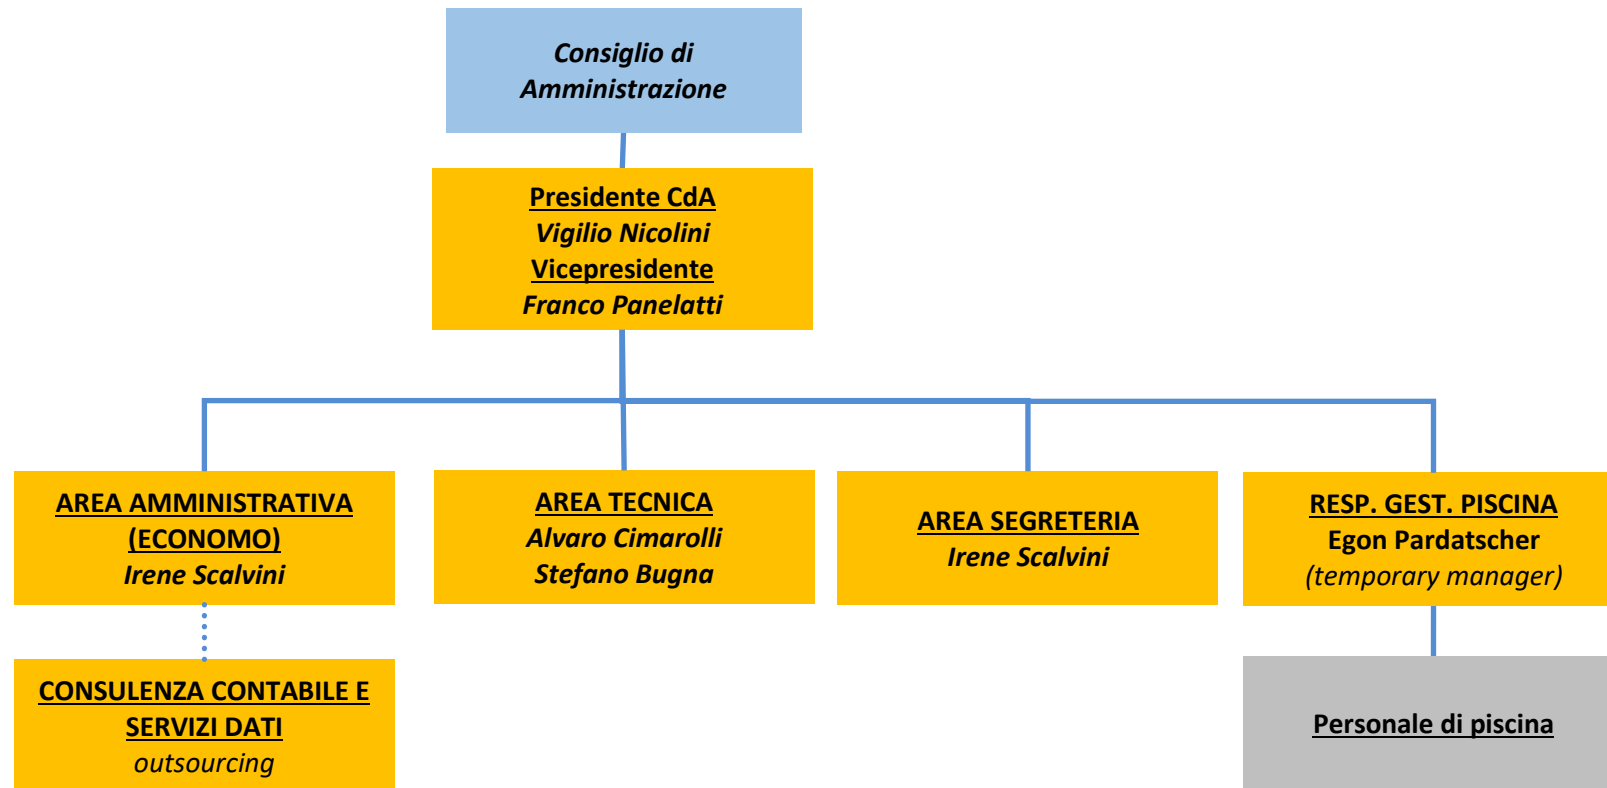 Consiglio di
Amministrazione
Presidente CdA
Vigilio Nicolini
Vicepresidente
Franco Panelatti
AREA AMMINISTRATIVA
(ECONOMO)
Irene Scalvini
AREA TECNICA
Alvaro Cimarolli
Stefano Bugna
AREA SEGRETERIA
Irene Scalvini
RESP. GEST. PISCINA
Egon Pardatscher
(temporary manager)
CONSULENZA CONTABILE E
SERVIZI DATI
outsourcing
Personale di piscina